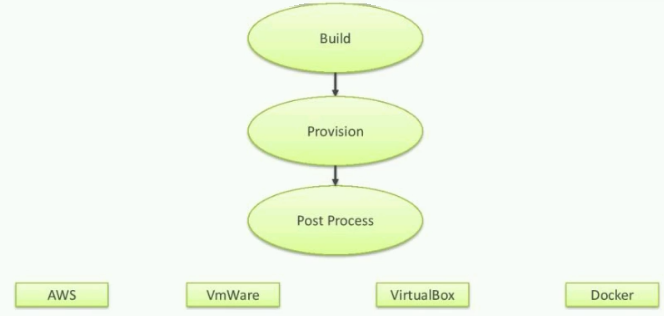 Build
Provision
Post Process
AWS VmWare VirtualBox Docker